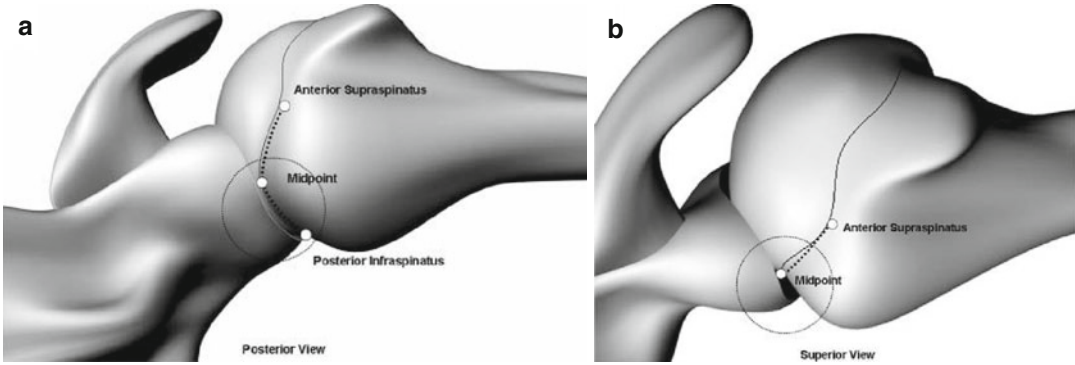 a
Anterior Supraspinatus
Midpoint
Posterior Infraspinatus
Posterior View
b
Anterior Supraspinatus
Midpoint
Superior View